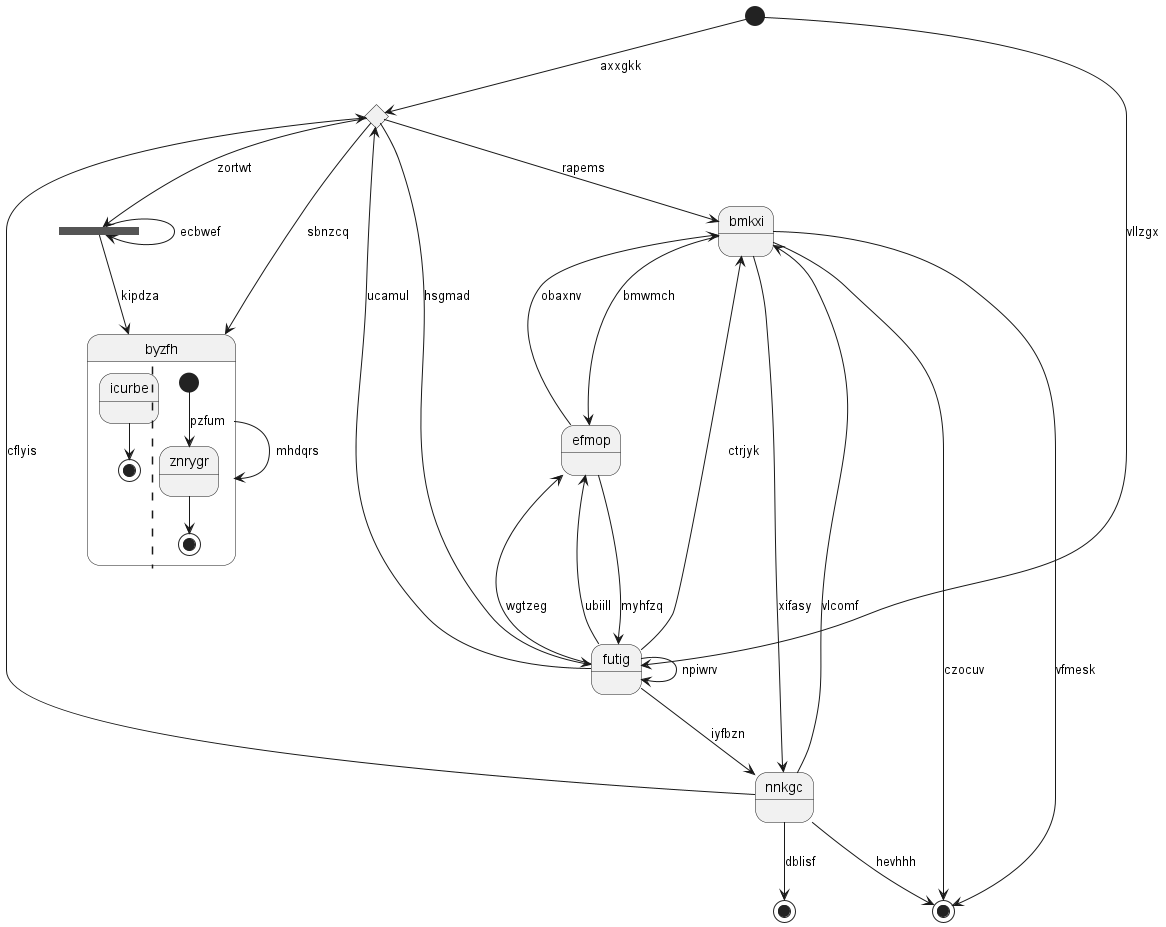 axxgkk
zortwt
rapems
bmkxi
ecbwef
sbnzcq
vllzgx
kipdza
ucamul
hsgmad
obaxnv
bmwmch
byzfh
icurbe
pzfum
efmop
cflyis
mhdqrs
ctrjyk
znrygr
wgtzeg
ubiill
myhfzq
xifasy
vlcomf
futig
npiwrv
czocuv
vfmesk
iyfbzn
nnkgc
dblisf
hevhhh